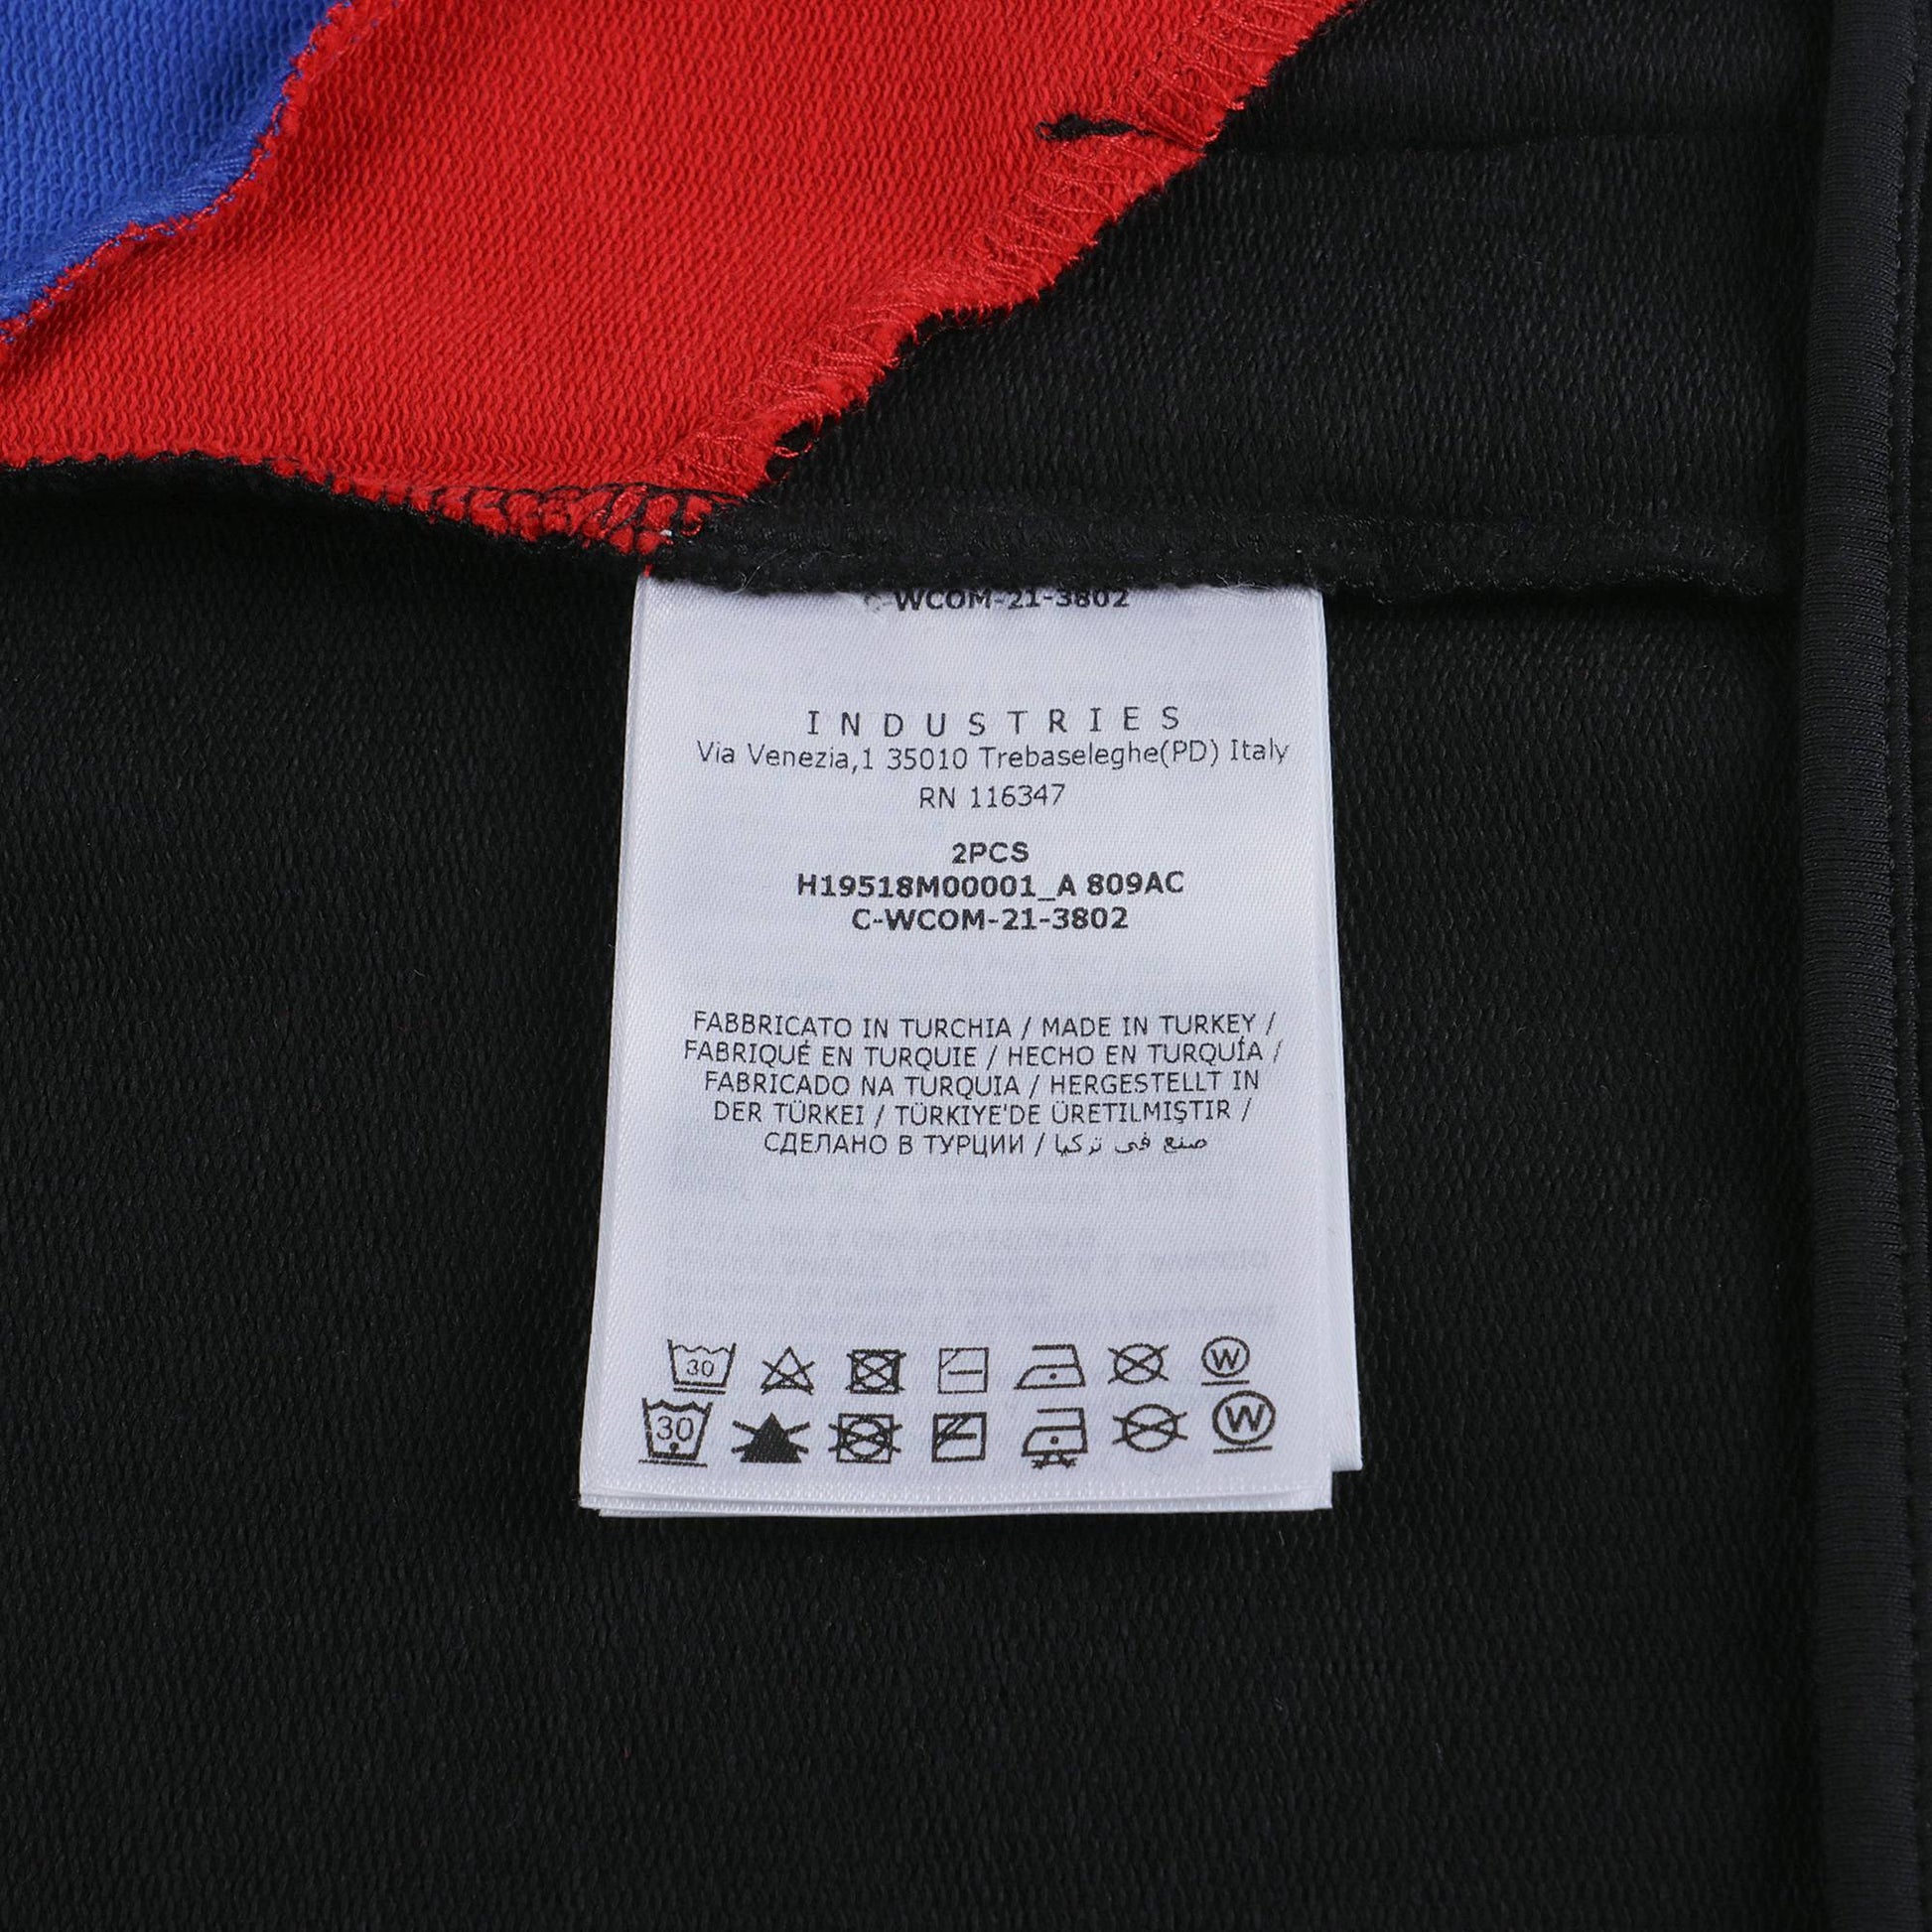 C-WCOM-21-3802
INDUSTRIES
Via Venezia,1 35010 Trebaseleghe(PD) Italy
RN 116347
2PCS
H19518M00001_A 809AC
C-WCOM-21-3802
FABBRICATO IN TURCHIA / MADE IN TURKEY /
FABRIQUÉ EN TURQUIE / HECHO EN TURQUÍA /
FABRICADO NA TURQUIA / HERGESTELLT IN
DER TÜRKEI / TÜRKIYE'DE ÜRETILMIŞTIR /
СДЕЛАНО В ТУРЦИИ / صنع في تركيا
30 W
30 W